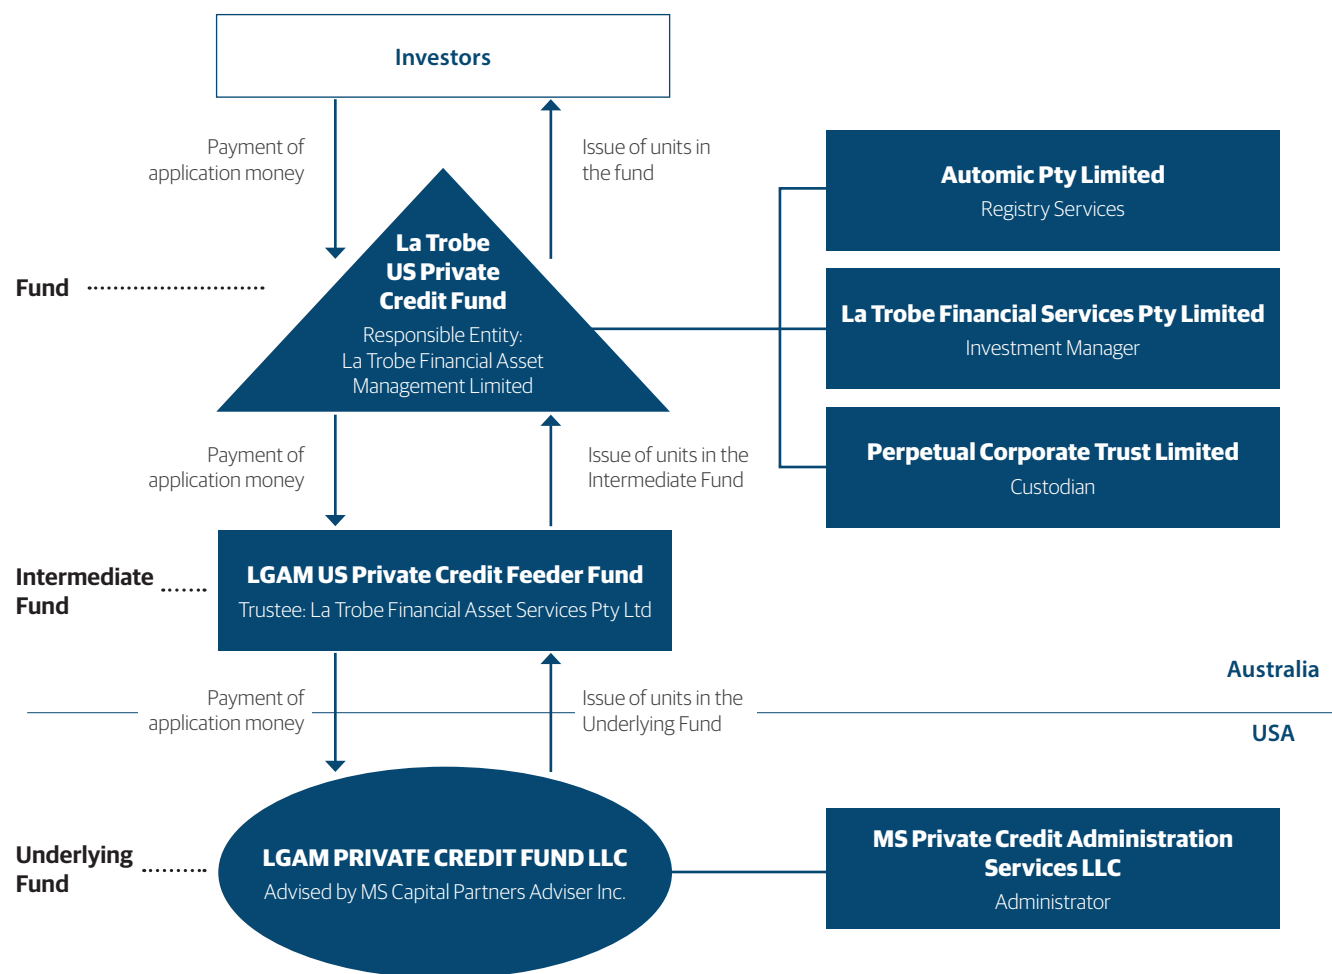 Investors
Payment of
application money
Issue of units in
the fund
Automic Pty Limited
Registry Services
Fund
La Trobe
US Private
Credit Fund
Responsible Entity:
La Trobe Financial Asset
Management Limited
La Trobe Financial Services Pty Limited
Investment Manager
Perpetual Corporate Trust Limited
Custodian
Payment of
application money
Issue of units in the
Intermediate Fund
Intermediate
Fund
LGAM US Private Credit Feeder Fund
Trustee: La Trobe Financial Asset Services Pty Ltd
Australia
Payment of
application money
Issue of units in the
Underlying Fund
USA
Underlying
Fund
LGAM PRIVATE CREDIT FUND LLC
Advised by MS Capital Partners Adviser Inc.
MS Private Credit Administration
Services LLC
Administrator